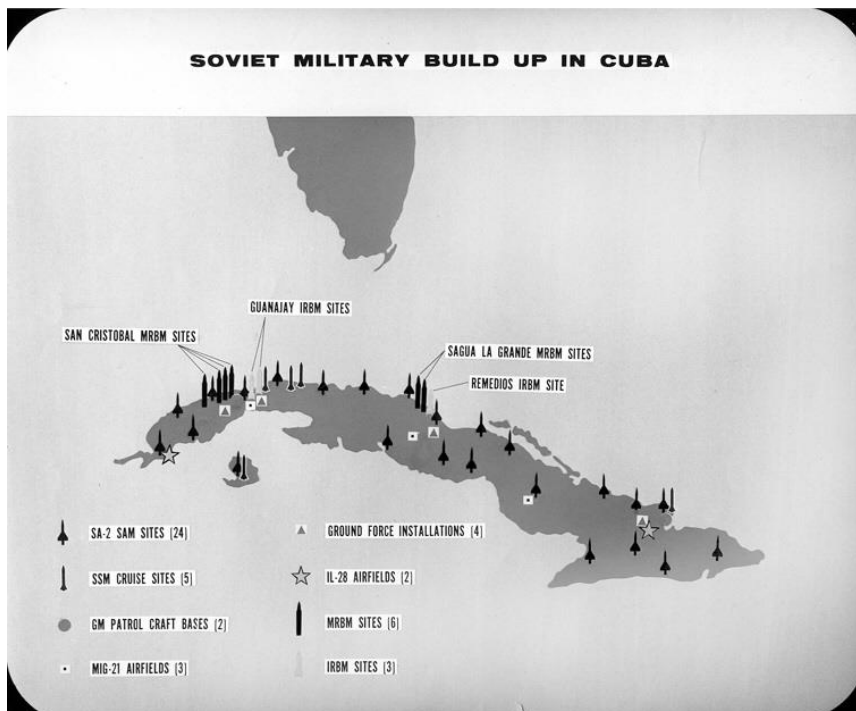 SOVIET MILITARY BUILD UP IN CUBA
GUANAJAY IRBM SITES
SAN CRISTOBAL MRBM SITES
SAGUA LA GRANDE MRBM SITES
REMEDIOS IRBM SITE
SA-2 SAM SITES (24)
GROUND FORCE INSTALLATIONS (4)
SSM CRUISE SITES (5)
IL-28 AIRFIELDS (2)
GM PATROL CRAFT BASES (2)
MRBM SITES (6)
MIG-21 AIRFIELDS (3)
IRBM SITES (3)